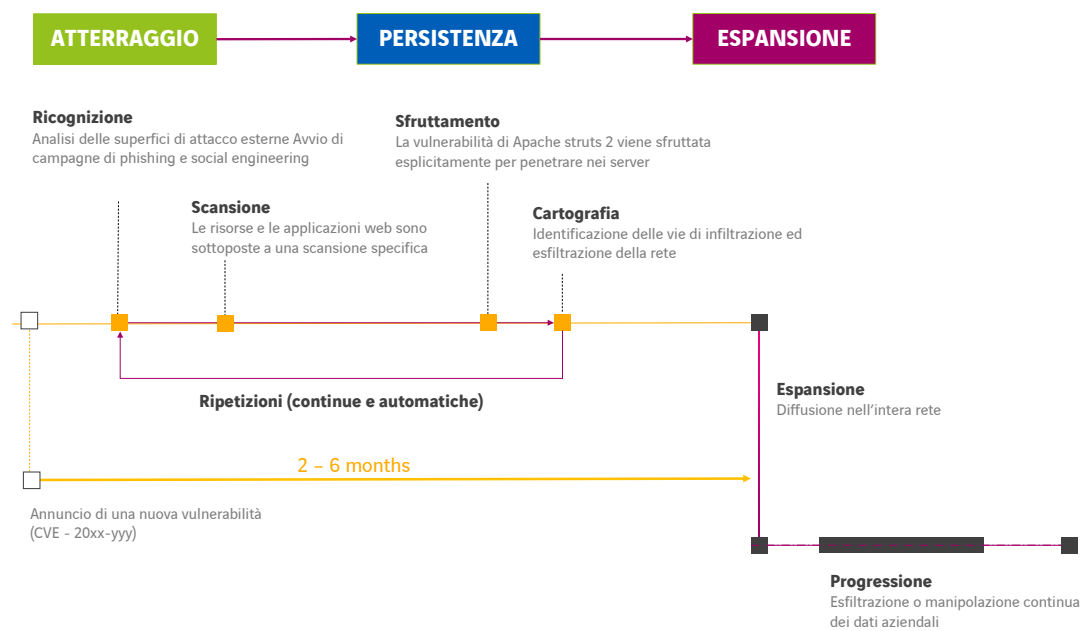 ATTERRAGGIO
PERSISTENZA
ESPANSIONE
Ricognizione
Analisi delle superfici di attacco esterne Avvio di
campagne di phishing e social engineering
Sfruttamento
La vulnerabilità di Apache struts 2 viene sfruttata
esplicitamente per penetrare nei server
Scansione
Le risorse e le applicazioni web sono
sottoposte a una scansione specifica
Cartografia
Identificazione delle vie di infiltrazione ed
esfiltrazione della rete
Ripetizioni (continue e automatiche)
Espansione
Diffusione nell'intera rete
2 – 6 months
Annuncio di una nuova vulnerabilità
(CVE - 20xx-yyy)
Progressione
Esfiltrazione o manipolazione continua
dei dati aziendali